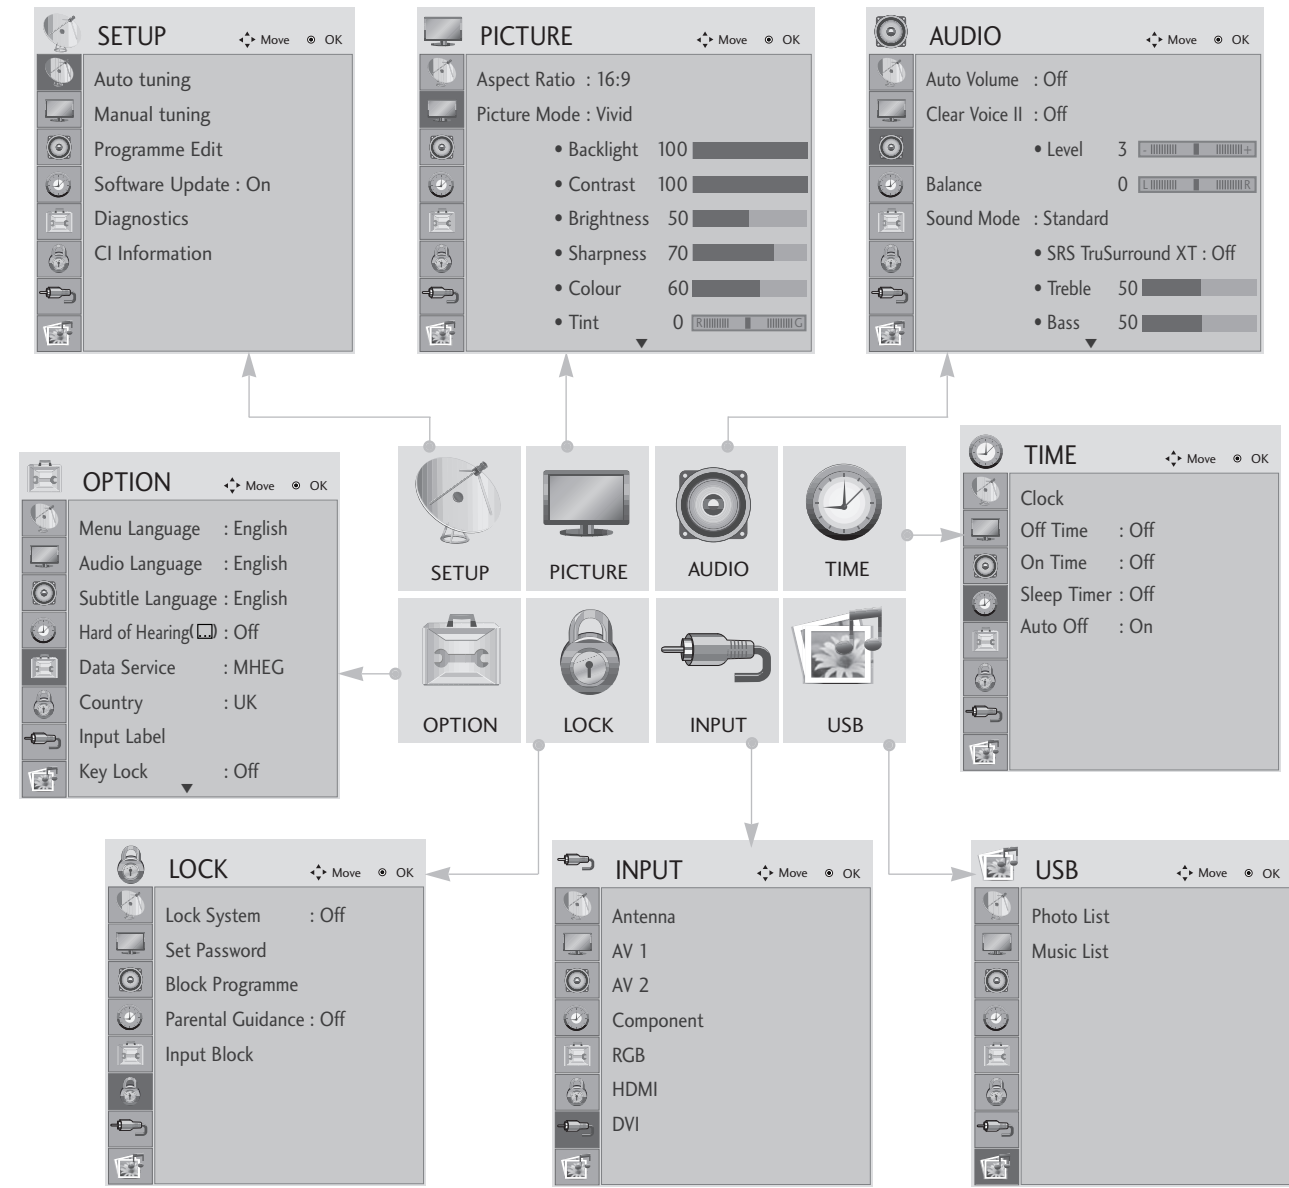 SETUP Move OK
Auto tuning
Manual tuning
Programme Edit
Software Update : On
Diagnostics
CI Information
PICTURE Move OK
Aspect Ratio : 16:9
Picture Mode : Vivid
• Backlight 100
• Contrast 100
• Brightness 50
• Sharpness 70
• Colour 60
• Tint 0 R G
AUDIO Move OK
Auto Volume : Off
Clear Voice II : Off
• Level 3 - +
Balance 0 L R
Sound Mode : Standard
• SRS TruSurround XT : Off
• Treble 50
• Bass 50
OPTION Move OK
Menu Language : English
Audio Language : English
Subtitle Language : English
Hard of Hearing( ) : Off
Data Service : MHEG
Country : UK
Input Label
Key Lock : Off
SETUP
PICTURE
AUDIO
TIME
OPTION
LOCK
INPUT
USB
TIME Move OK
Clock
Off Time : Off
On Time : Off
Sleep Timer : Off
Auto Off : On
LOCK Move OK
Lock System : Off
Set Password
Block Programme
Parental Guidance : Off
Input Block
INPUT Move OK
Antenna
AV 1
AV 2
Component
RGB
HDMI
DVI
USB Move OK
Photo List
Music List